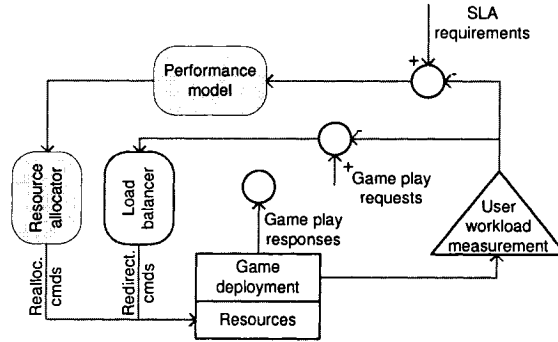 SLA
requirements
+
-
Performance
model
-
+
Game play
requests
Resource
allocator
Load
balancer
Game play
responses
User
workload
measurement
Realloc.
cmds
Redirect.
cmds
Game
deployment
Resources